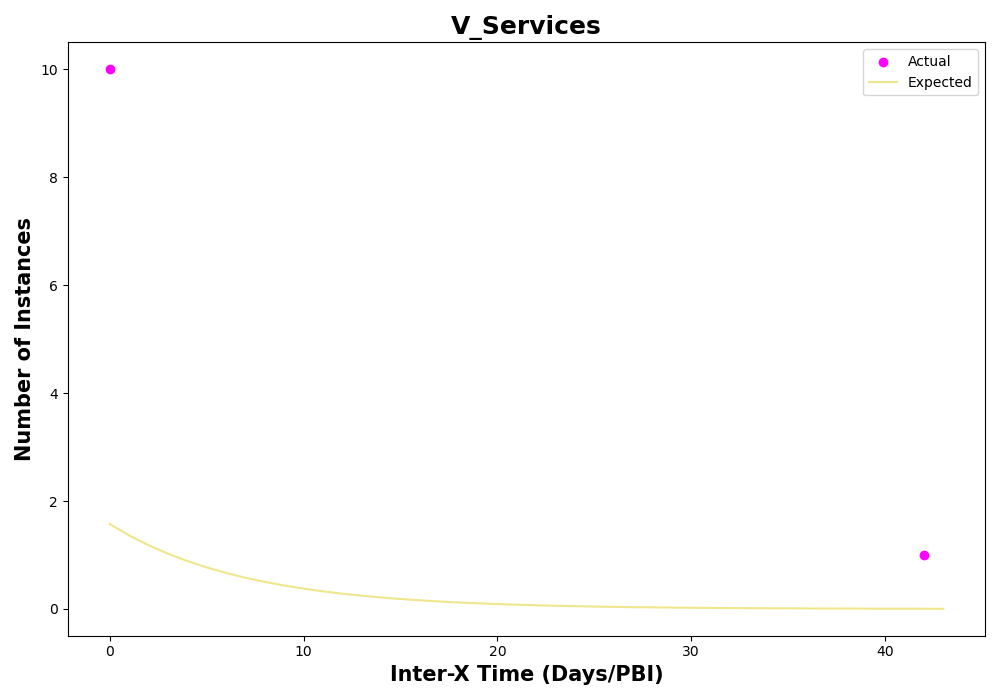 V_Services
Actual
Expected
10
8
6
4
2
0
Number of Instances
0 10 20 30 40
Inter-X Time (Days/PBI)